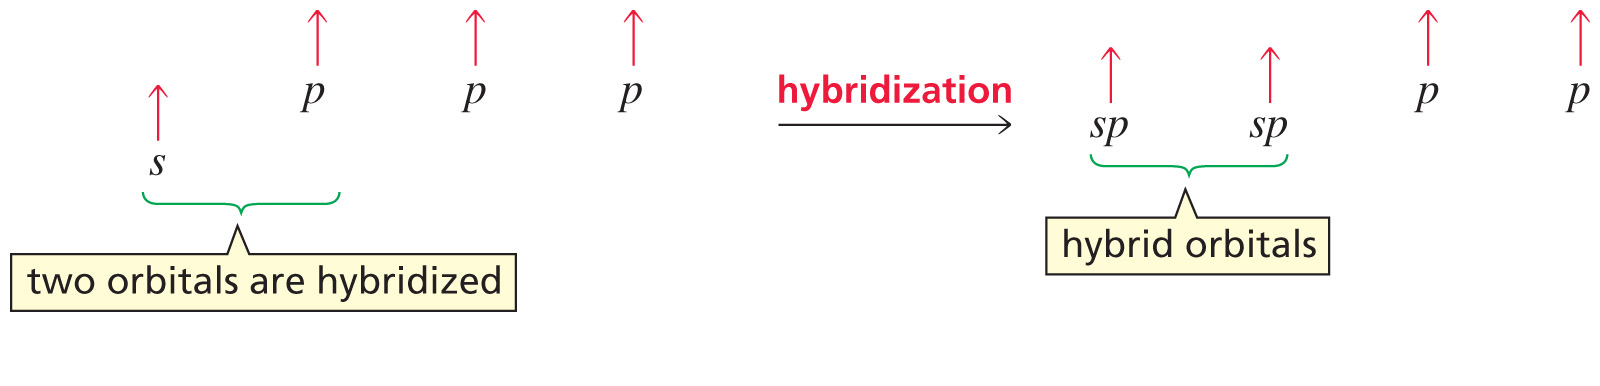 p p p
s
two orbitals are hybridized
hybridization
sp sp p p
hybrid orbitals